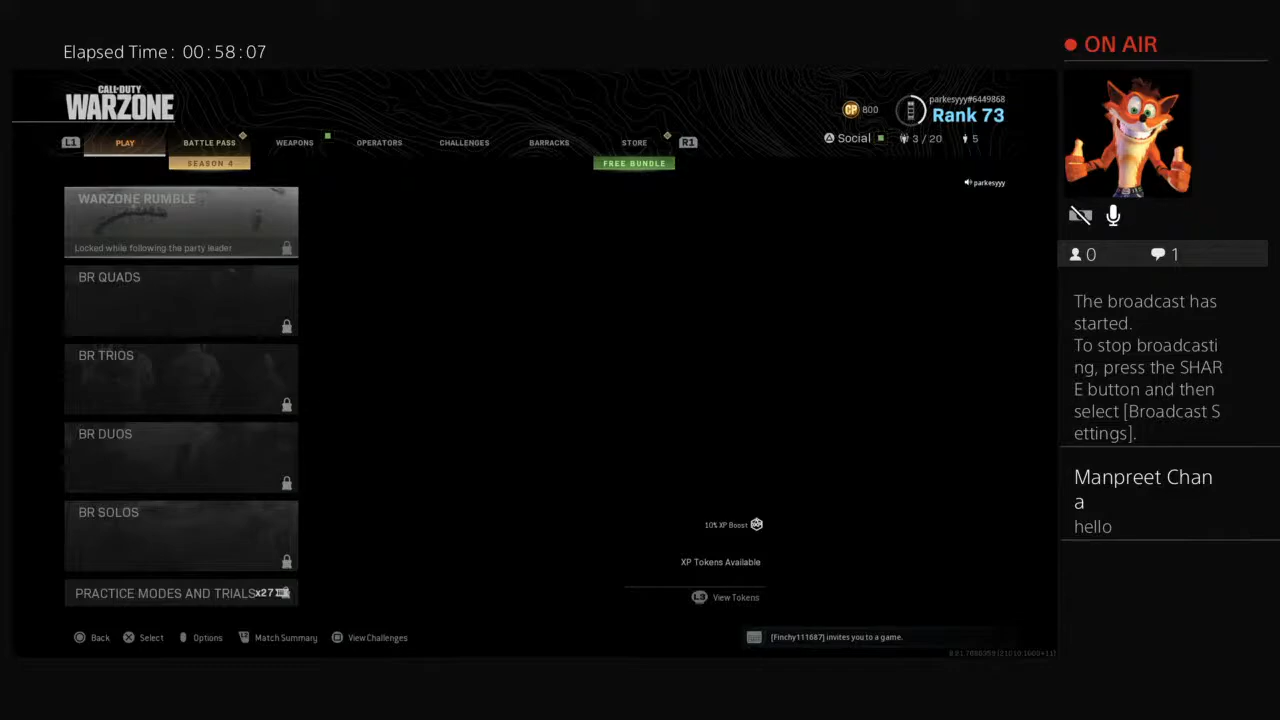 Elapsed Time: 00:58:07
ON AIR
CALL OF DUTY
WARZONE
CP 800
parkesyyy#6449868
Rank 73
L1 PLAY BATTLE PASS WEAPONS OPERATORS CHALLENGES BARRACKS STORE R1
Social 3 / 20 5
SEASON 4
FREE BUNDLE
parkesyyy
WARZONE RUMBLE
Locked while following the party leader
BR QUADS
BR TRIOS
BR DUOS
BR SOLOS
PRACTICE MODES AND TRIALS x271
10% XP Boost
XP Tokens Available
L3 View Tokens
Back Select Options Match Summary View Challenges
[Finchy111687] invites you to a game.
0 1
The broadcast has
started.
To stop broadcasti
ng, press the SHAR
E button and then
select [Broadcast S
ettings].
Manpreet Chan
a
hello